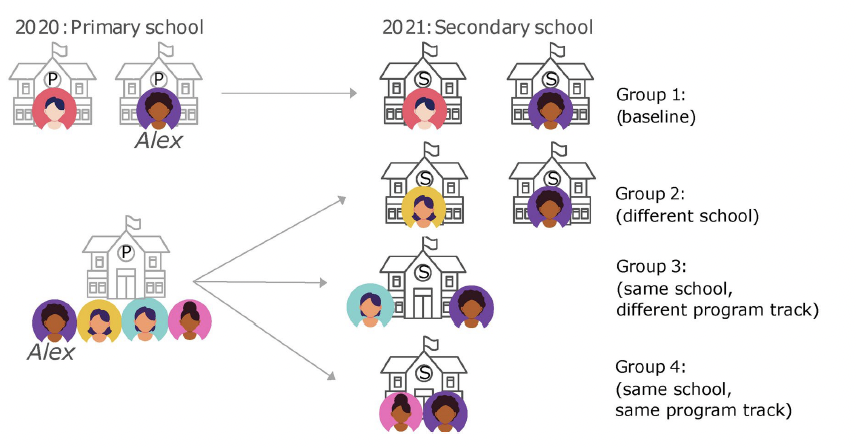 2020: Primary school
2021: Secondary school
P
P
S
S
Group 1:
(baseline)
Alex
S
S
Group 2:
(different school)
P
S
Group 3:
(same school,
different program track)
Alex
S
Group 4:
(same school,
same program track)